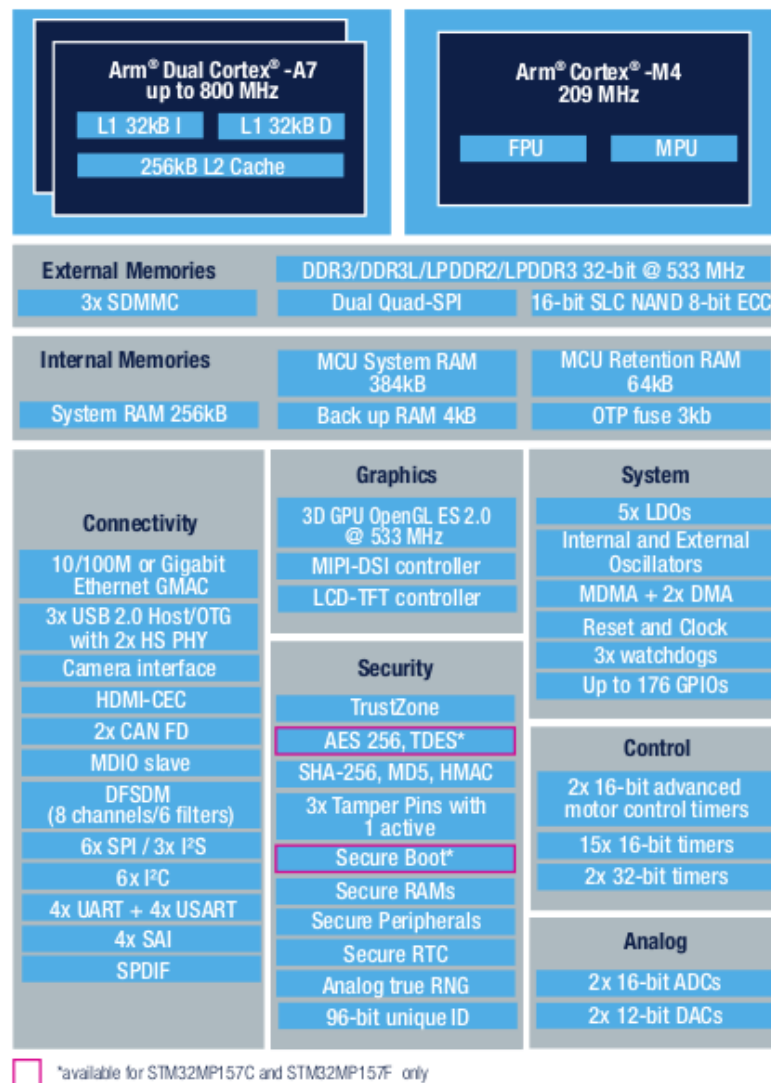 Arm® Dual Cortex® -A7
up to 800 MHz
L1 32kB I
L1 32kB D
256kB L2 Cache
Arm® Cortex® -M4
209 MHz
FPU
MPU
External Memories
DDR3/DDR3L/LPDDR2/LPDDR3 32-bit @ 533 MHz
3x SDMMC
Dual Quad-SPI
16-bit SLC NAND 8-bit ECC
Internal Memories
MCU System RAM
384kB
MCU Retention RAM
64kB
System RAM 256kB
Back up RAM 4kB
OTP fuse 3kb
Connectivity
10/100M or Gigabit
Ethernet GMAC
3x USB 2.0 Host/OTG
with 2x HS PHY
Camera interface
HDMI-CEC
2x CAN FD
MDIO slave
DFSDM
(8 channels/6 filters)
6x SPI / 3x I²S
6x I²C
4x UART + 4x USART
4x SAI
SPDIF
Graphics
3D GPU OpenGL ES 2.0
@ 533 MHz
MIPI-DSI controller
LCD-TFT controller
Security
TrustZone
AES 256, TDES*
SHA-256, MD5, HMAC
3x Tamper Pins with
1 active
Secure Boot*
Secure RAMs
Secure Peripherals
Secure RTC
Analog true RNG
96-bit unique ID
System
5x LDOs
Internal and External
Oscillators
MDMA + 2x DMA
Reset and Clock
3x watchdogs
Up to 176 GPIOs
Control
2x 16-bit advanced
motor control timers
15x 16-bit timers
2x 32-bit timers
Analog
2x 16-bit ADCs
2x 12-bit DACs
*available for STM32MP157C and STM32MP157F only